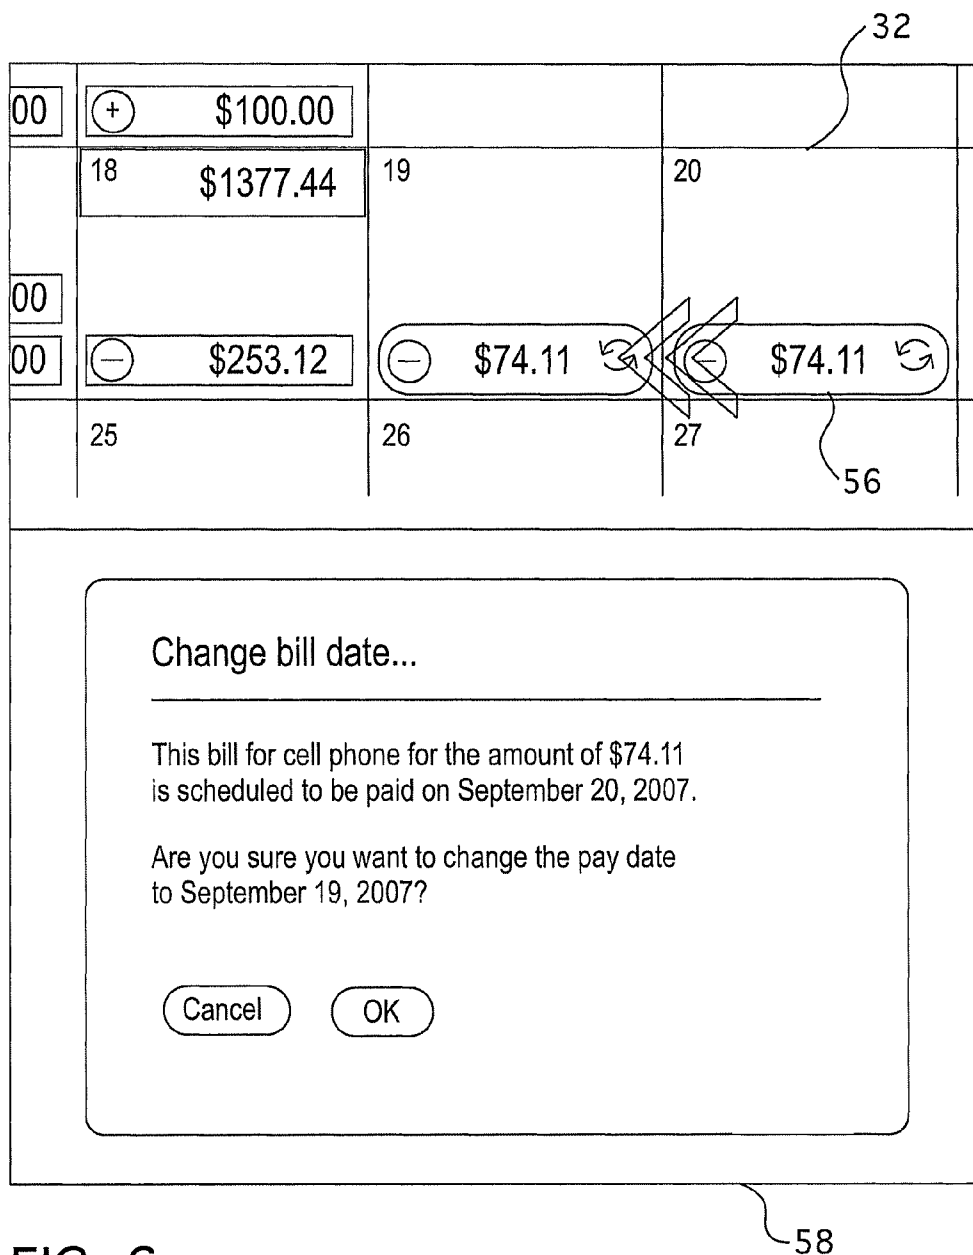 32
00 + $100.00
18 $1377.44 19 20
00
00 − $253.12 − $74.11 − $74.11
25 26 27
56
Change bill date...
This bill for cell phone for the amount of $74.11
is scheduled to be paid on September 20, 2007.
Are you sure you want to change the pay date
to September 19, 2007?
Cancel OK
58